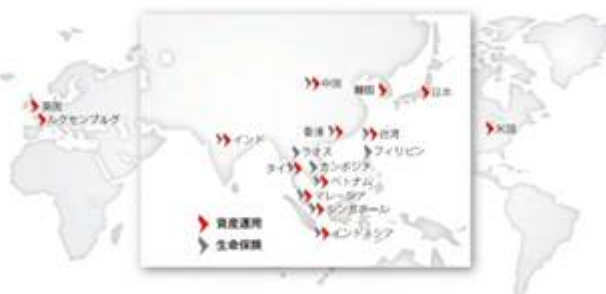 英国
ルクセンブルグ
中国
韓国
日本
香港
台湾
米国
インド
ラオス
フィリピン
タイ
カンボジア
ベトナム
マレーシア
シンガポール
インドネシア
資産運用
生命保険